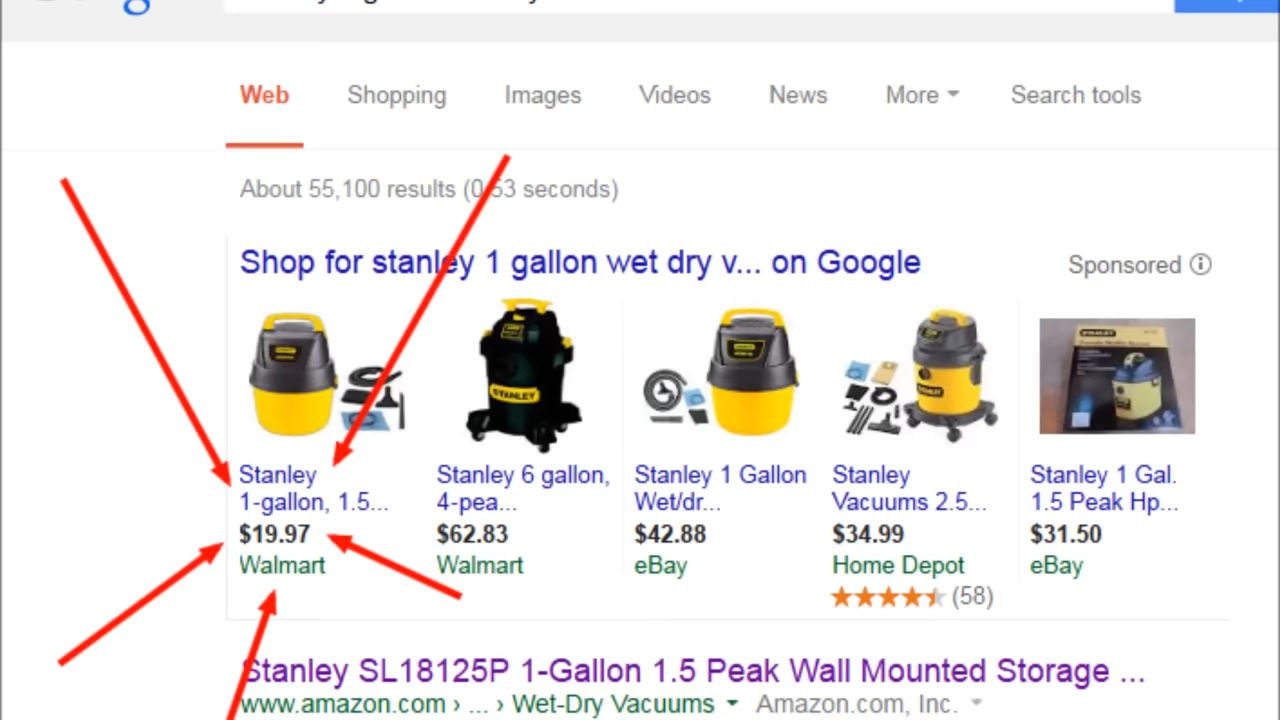 Web Shopping Images Videos News More Search tools
About 55,100 results (0.53 seconds)
Shop for stanley 1 gallon wet dry v... on Google Sponsored
STANLEY
STANLEY
Stanley
1-gallon, 1.5...
$19.97
Walmart
Stanley 6 gallon,
4-pea...
$62.83
Walmart
Stanley 1 Gallon
Wet/dr...
$42.88
eBay
Stanley
Vacuums 2.5...
$34.99
Home Depot
(58)
Stanley 1 Gal.
1.5 Peak Hp...
$31.50
eBay
Stanley SL18125P 1-Gallon 1.5 Peak Wall Mounted Storage ...
www.amazon.com › ... › Wet-Dry Vacuums Amazon.com, Inc.